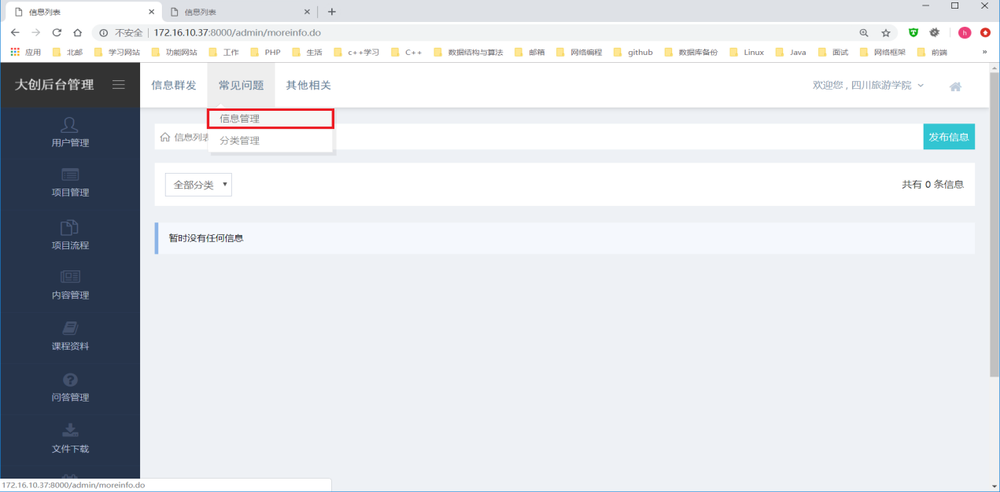 信息列表
信息列表
不安全 172.16.10.37:8000/admin/moreinfo.do
h
应用 北邮 学习网站 功能网站 工作 PHP 生活 c++学习 C++ 数据结构与算法 邮箱 网络编程 github 数据库备份 Linux Java 面试 网络框架 前端 »
大创后台管理
信息群发 常见问题 其他相关
欢迎您，四川旅游学院
信息管理
分类管理
信息列表
发布信息
全部分类
共有 0 条信息
暂时没有任何信息
用户管理
项目管理
项目流程
内容管理
课程资料
问答管理
文件下载
172.16.10.37:8000/admin/moreinfo.do